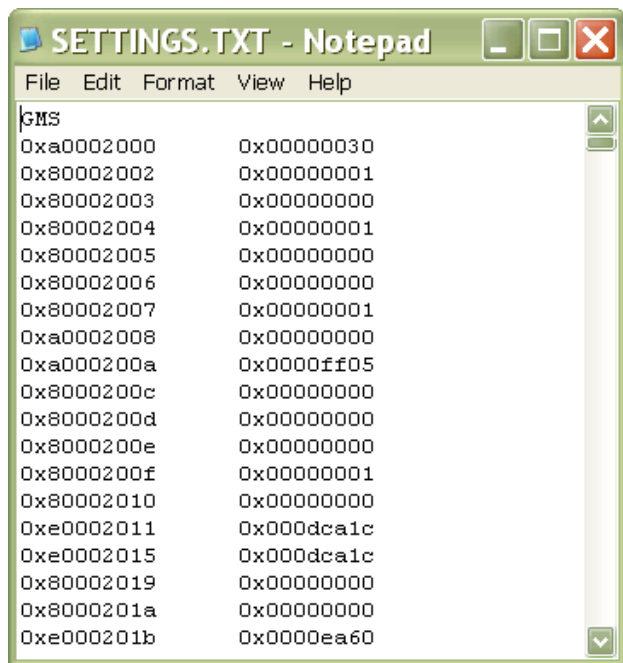 SETTINGS.TXT - Notepad
File Edit Format View Help
GMS
0xa0002000 0x00000030
0x80002002 0x00000001
0x80002003 0x00000000
0x80002004 0x00000001
0x80002005 0x00000000
0x80002006 0x00000000
0x80002007 0x00000001
0xa0002008 0x00000000
0xa000200a 0x0000ff05
0x8000200c 0x00000000
0x8000200d 0x00000000
0x8000200e 0x00000000
0x8000200f 0x00000001
0x80002010 0x00000000
0xe0002011 0x000dca1c
0xe0002015 0x000dca1c
0x80002019 0x00000000
0x8000201a 0x00000000
0xe000201b 0x0000ea60